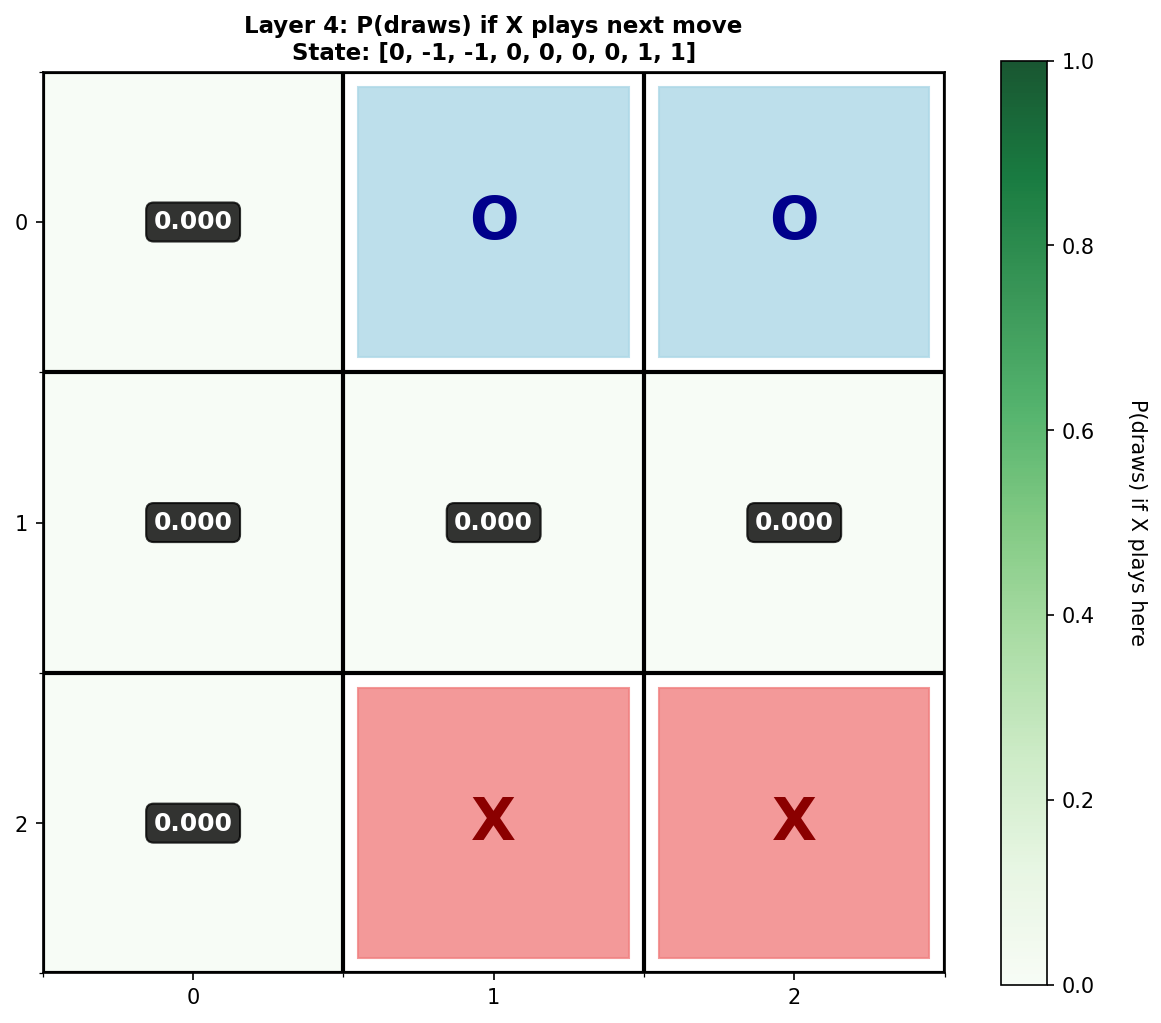 Layer 4: P(draws) if X plays next move
State: [0, -1, -1, 0, 0, 0, 0, 1, 1]
0
0.000
O
O
1
0.000
0.000
0.000
2
0.000
X
X
0
1
2
1.0
0.8
0.6
0.4
0.2
0.0
P(draws) if X plays here